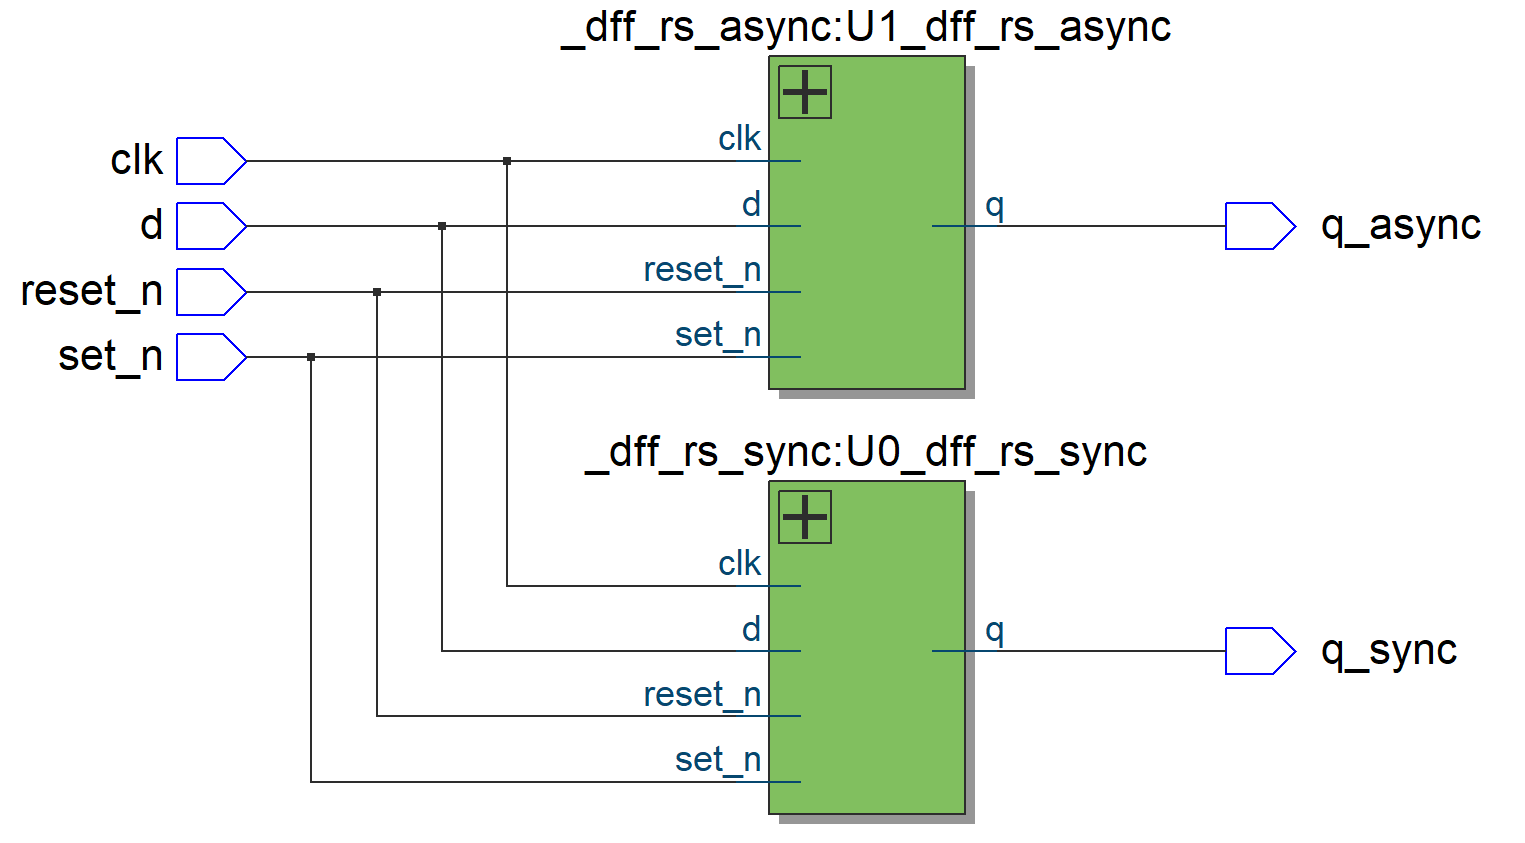 _dff_rs_async:U1_dff_rs_async
clk
clk
d
d
q
q_async
reset_n
reset_n
set_n
set_n
_dff_rs_sync:U0_dff_rs_sync
clk
d
q
q_sync
reset_n
set_n